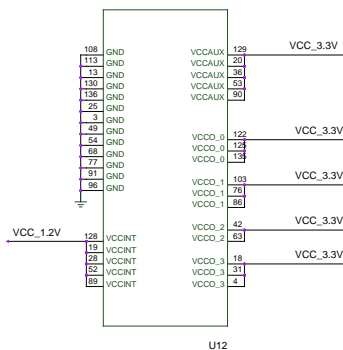 108 GND VCCAUX 129 VCC_3.3V
113 GND VCCAUX 20
13 GND VCCAUX 36
130 GND VCCAUX 53
136 GND VCCAUX 90
25 GND
3 GND
49 GND VCCO_0 122 VCC_3.3V
54 GND VCCO_0 125
68 GND VCCO_0 135
77 GND
91 GND VCCO_1 103 VCC_3.3V
96 GND VCCO_1 76
VCCO_1 86
VCCO_2 42 VCC_3.3V
VCC_1.2V 128 VCCINT VCCO_2 63
19 VCCINT
28 VCCINT VCCO_3 18 VCC_3.3V
52 VCCINT VCCO_3 31
89 VCCINT VCCO_3 4
U12